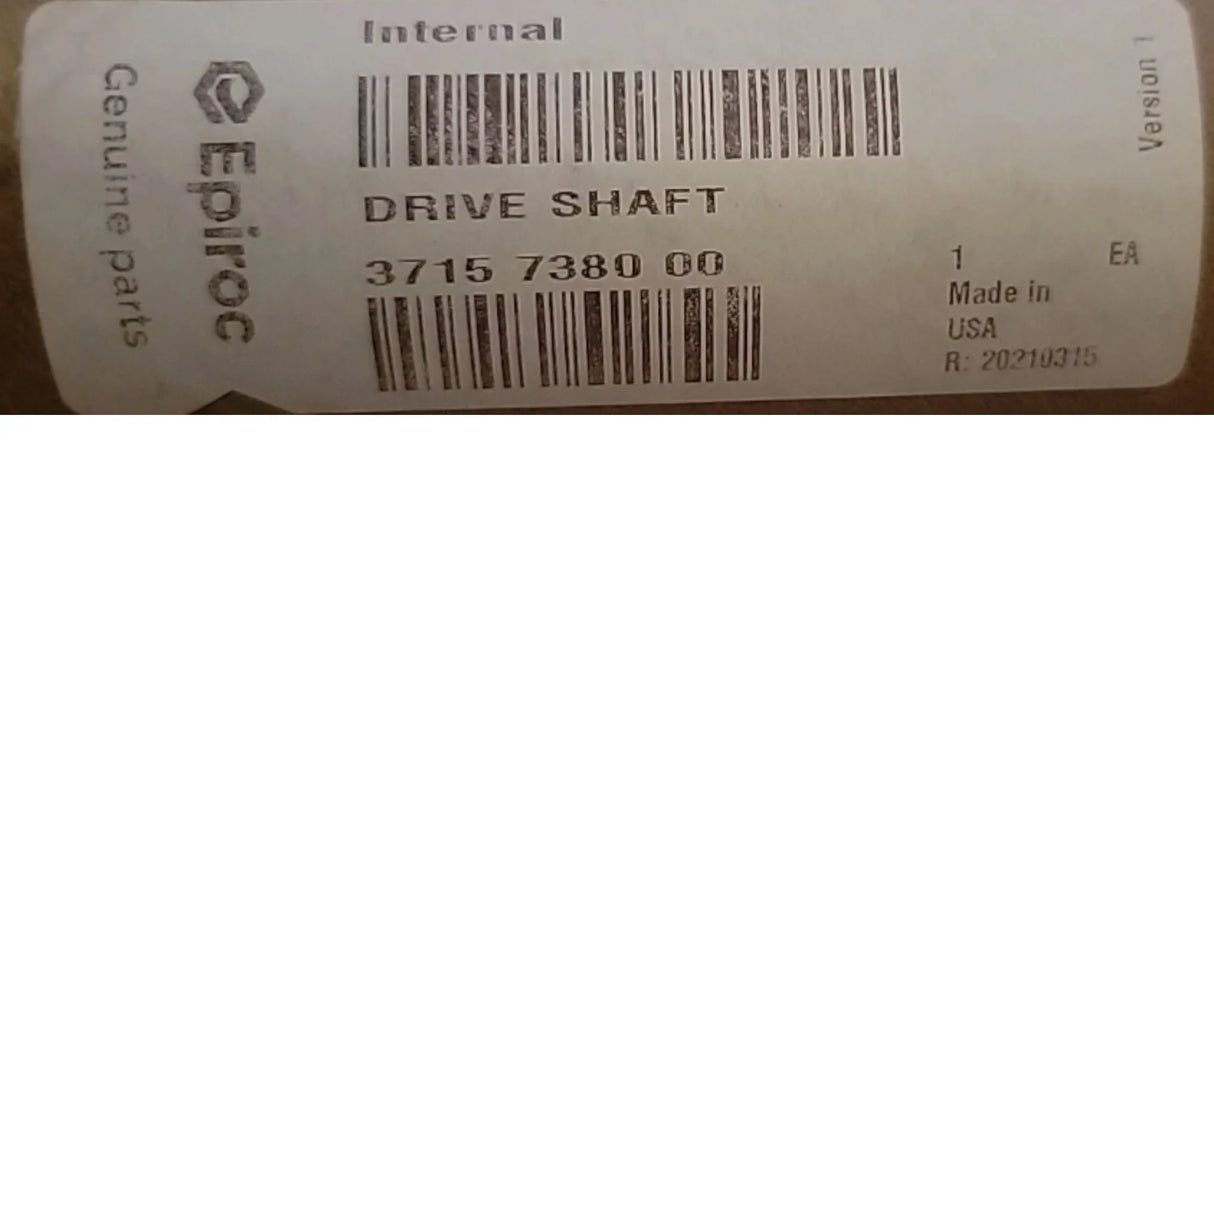 Internal
DRIVE SHAFT
3715 7380 00
1 EA
Made in
USA
R: 20210315
Version 1
Epiroc
Genuine parts